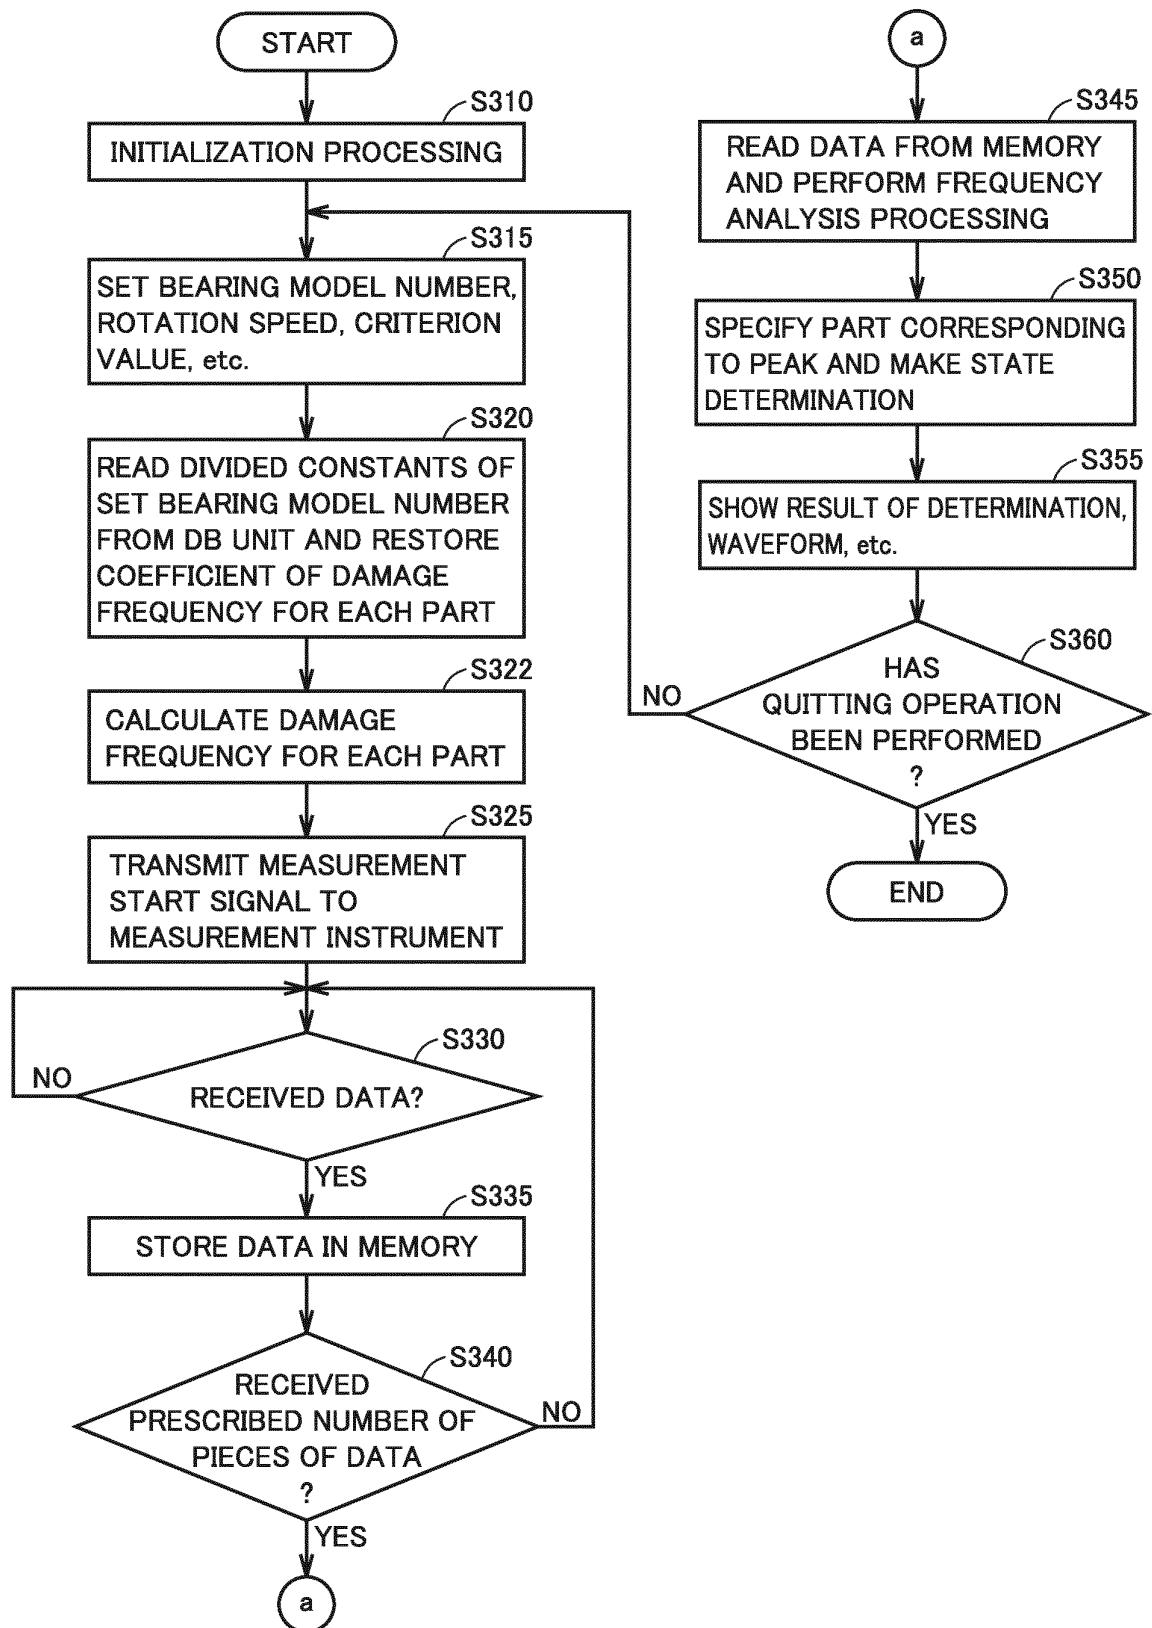 START
S310
INITIALIZATION PROCESSING
S315
SET BEARING MODEL NUMBER,
ROTATION SPEED, CRITERION
VALUE, etc.
S320
READ DIVIDED CONSTANTS OF
SET BEARING MODEL NUMBER
FROM DB UNIT AND RESTORE
COEFFICIENT OF DAMAGE
FREQUENCY FOR EACH PART
S322
CALCULATE DAMAGE
FREQUENCY FOR EACH PART
S325
TRANSMIT MEASUREMENT
START SIGNAL TO
MEASUREMENT INSTRUMENT
S330
NO
RECEIVED DATA?
YES
S335
STORE DATA IN MEMORY
S340
RECEIVED
PRESCRIBED NUMBER OF
PIECES OF DATA
?
NO
YES
a
a
S345
READ DATA FROM MEMORY
AND PERFORM FREQUENCY
ANALYSIS PROCESSING
S350
SPECIFY PART CORRESPONDING
TO PEAK AND MAKE STATE
DETERMINATION
S355
SHOW RESULT OF DETERMINATION,
WAVEFORM, etc.
S360
NO
HAS
QUITTING OPERATION
BEEN PERFORMED
?
YES
END